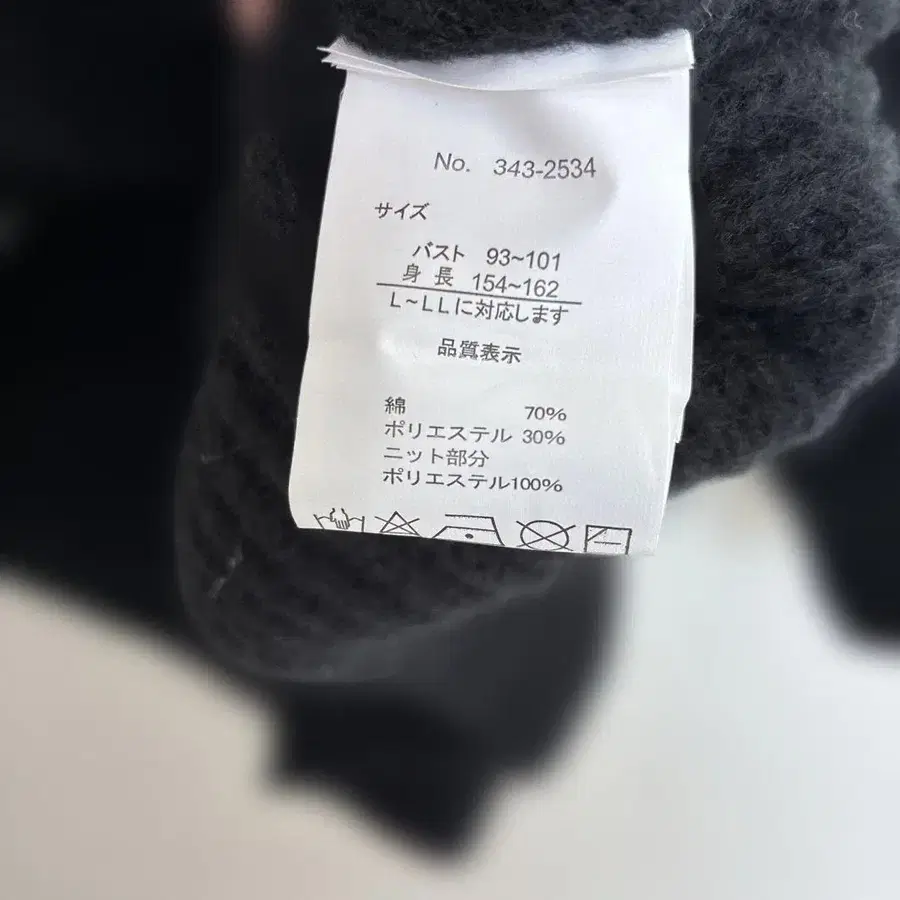 No. 343-2534
サイズ
バスト 93~101
身長 154~162
L~LLに対応します
品質表示
綿 70%
ポリエステル 30%
ニット部分
ポリエステル100%